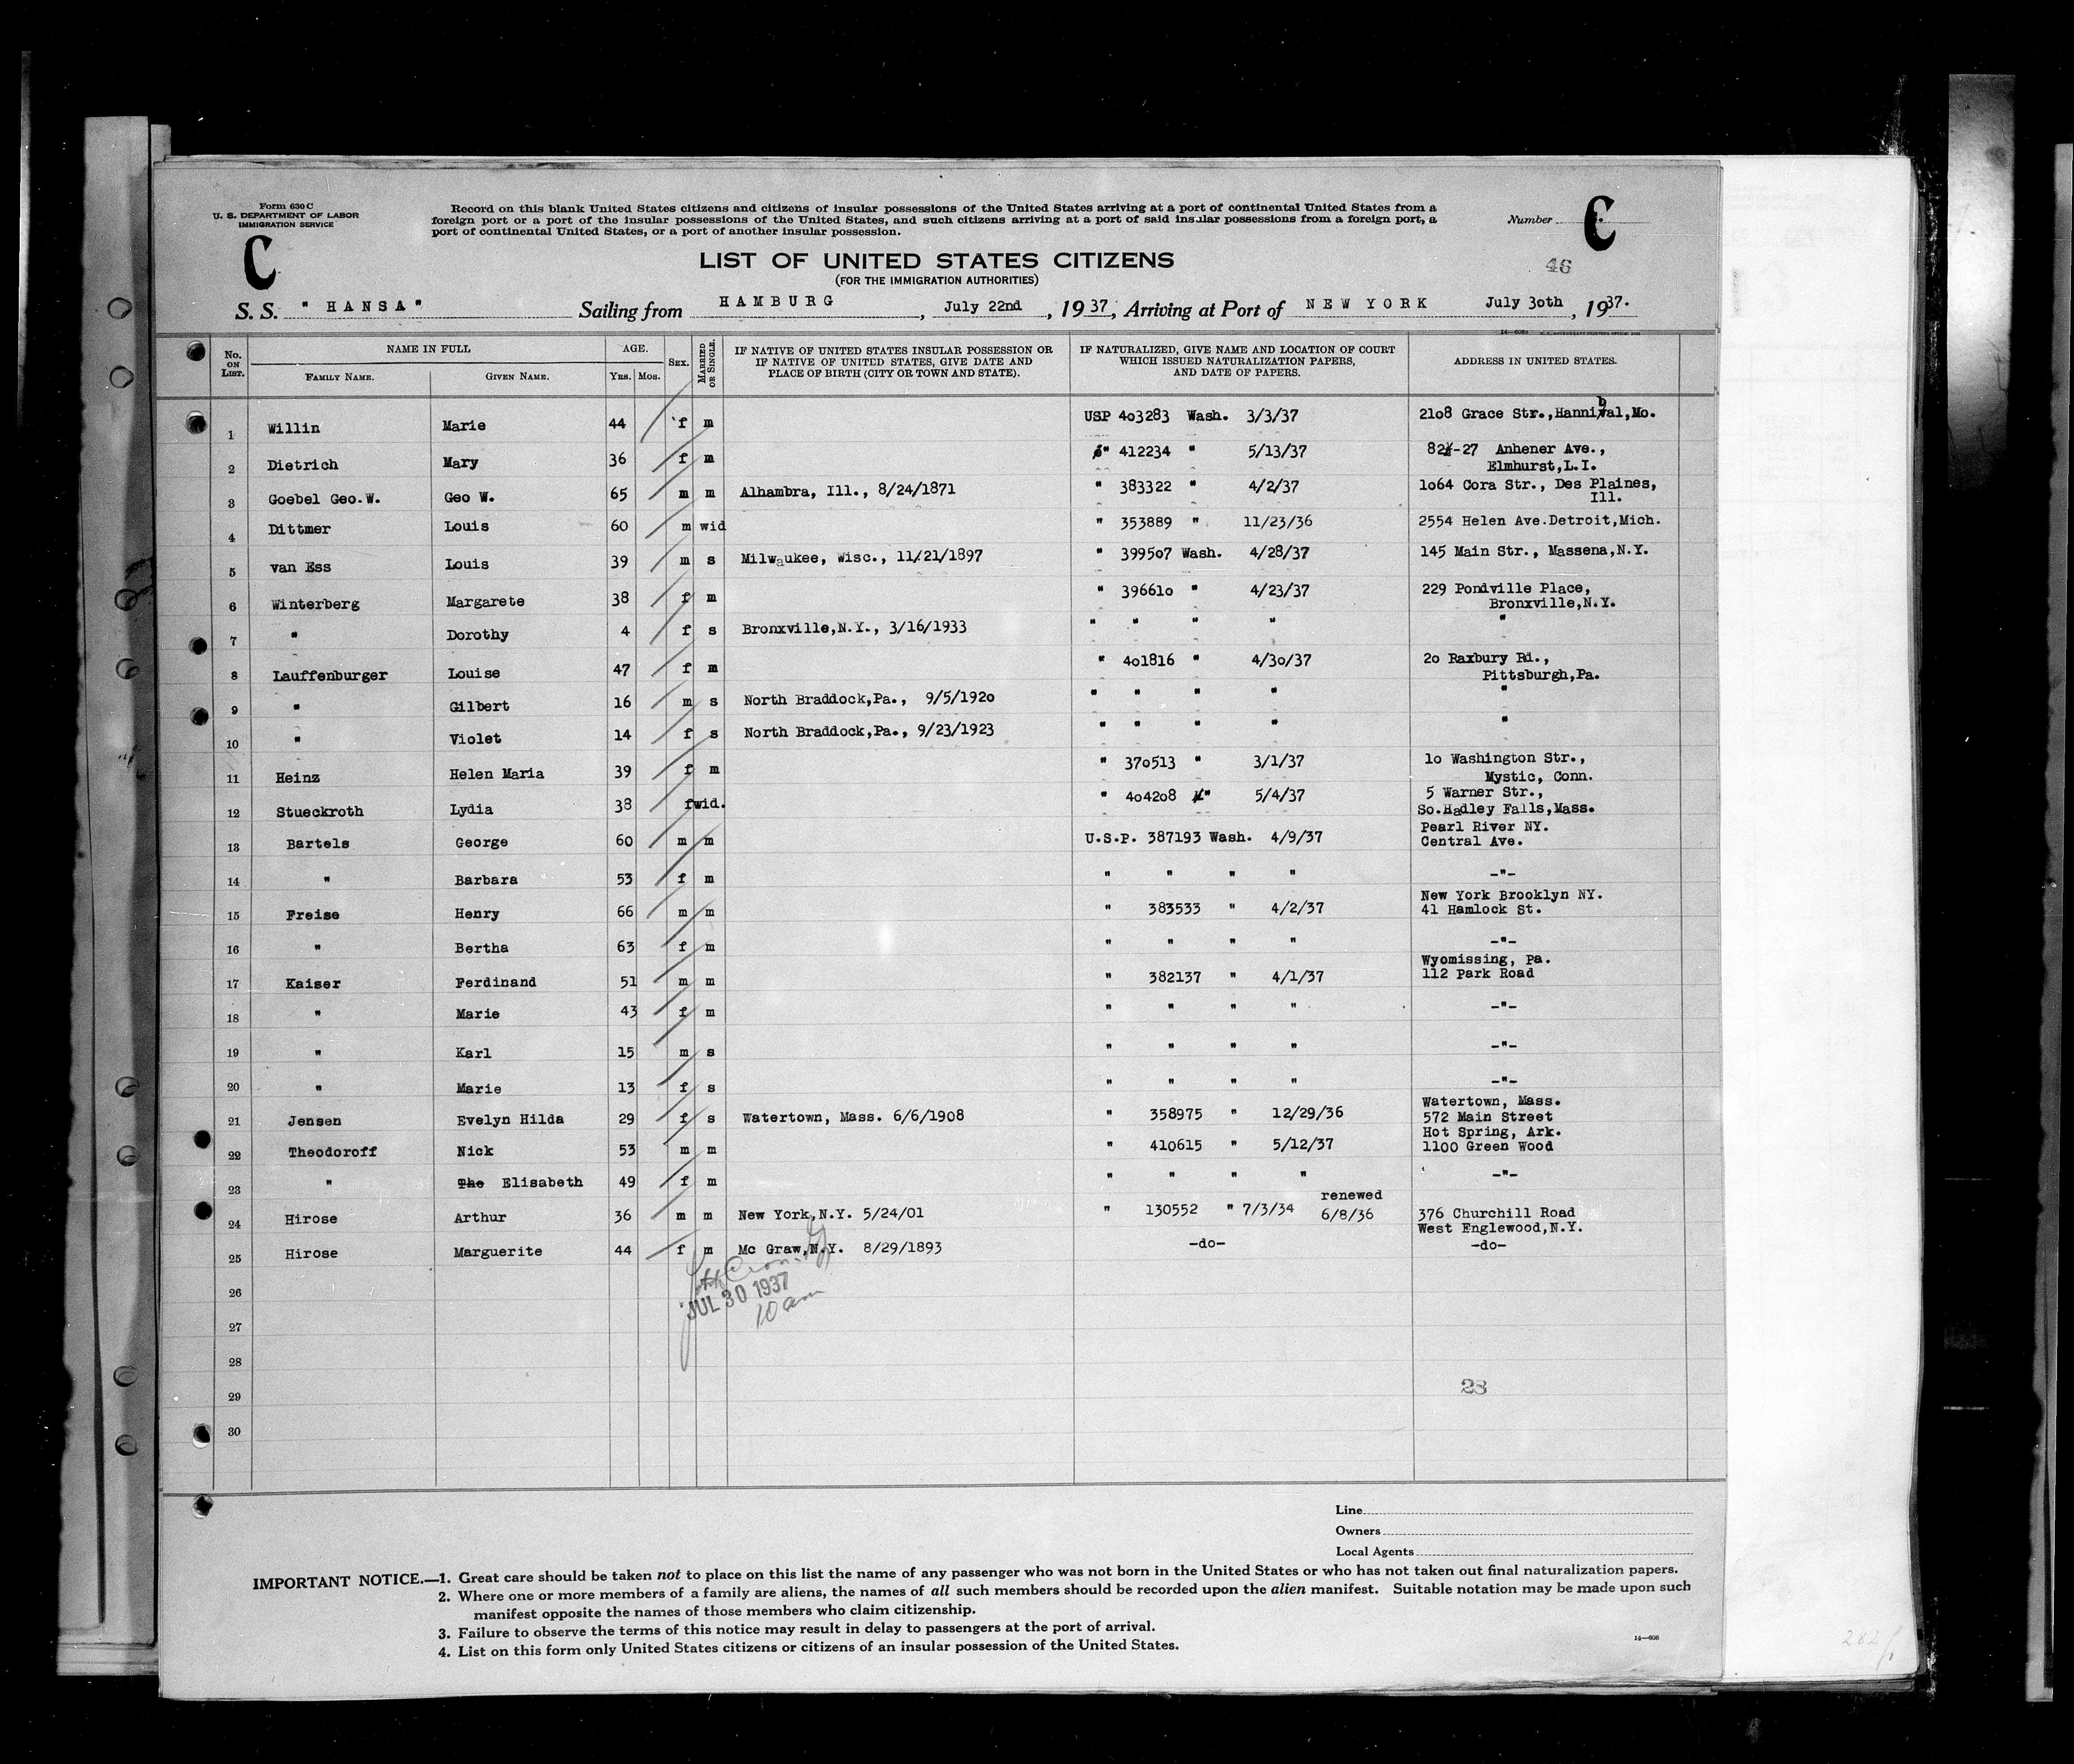 Form 630 C
U. S. DEPARTMENT OF LABOR
IMMIGRATION SERVICE
C
Record on this blank United States citizens and citizens of insular possessions of the United States arriving at a port of continental United States from a
foreign port or a port of the insular possessions of the United States, and such citizens arriving at a port of said insular possessions from a foreign port, a
port of continental United States, or a port of another insular possession.
Number C
46
LIST OF UNITED STATES CITIZENS
(FOR THE IMMIGRATION AUTHORITIES)
S. S. "HANSA" Sailing from HAMBURG, July 22nd, 1937, Arriving at Port of NEW YORK July 30th, 1937.
No. ON LIST. NAME IN FULL FAMILY NAME. GIVEN NAME. AGE. YRS. MOS. SEX. MARRIED OR SINGLE. IF NATIVE OF UNITED STATES INSULAR POSSESSION OR IF NATIVE OF UNITED STATES, GIVE DATE AND PLACE OF BIRTH (CITY OR TOWN AND STATE). IF NATURALIZED, GIVE NAME AND LOCATION OF COURT WHICH ISSUED NATURALIZATION PAPERS, AND DATE OF PAPERS. ADDRESS IN UNITED STATES.
1 Willin Marie 44 f m USP 403283 Wash. 3/3/37 2108 Grace Str., Hannibal, Mo.
2 Dietrich Mary 36 f m " 412234 " 5/13/37 82-27 Anhener Ave.,
Elmhurst, L.I.
3 Goebel Geo.W. Geo W. 65 m m Alhambra, Ill., 8/24/1871 " 383322 " 4/2/37 1064 Cora Str., Des Plaines,
Ill.
4 Dittmer Louis 60 m wid " 353889 " 11/23/36 2554 Helen Ave.Detroit,Mich.
5 van Ess Louis 39 m s Milwaukee, Wisc., 11/21/1897 " 399507 Wash. 4/28/37 145 Main Str., Massena,N.Y.
6 Winterberg Margarete 38 f m " 396610 " 4/23/37 229 Pondville Place,
Bronxville,N.Y.
7 " Dorothy 4 f s Bronxville,N.Y., 3/16/1933 " " " " "
8 Lauffenburger Louise 47 f m " 401816 " 4/30/37 20 Raxbury Rd.,
Pittsburgh,Pa.
9 " Gilbert 16 m s North Braddock,Pa., 9/5/1920 " " " " "
10 " Violet 14 f s North Braddock,Pa., 9/23/1923 " " " " "
11 Heinz Helen Maria 39 f m " 370513 " 3/1/37 10 Washington Str.,
Mystic, Conn.
12 Stueckroth Lydia 38 f wid. " 404208 " 5/4/37 5 Warner Str.,
So.Hadley Falls,Mass.
13 Bartels George 60 m m U.S.P. 387193 Wash. 4/9/37 Pearl River NY.
Central Ave.
14 " Barbara 53 f m " " " " -"-
15 Freise Henry 66 m m " 383533 " 4/2/37 New York Brooklyn NY.
41 Hamlock St.
16 " Bertha 63 f m " " " " -"-
17 Kaiser Ferdinand 51 m m " 382137 " 4/1/37 Wyomissing, Pa.
112 Park Road
18 " Marie 43 f m " " " " -"-
19 " Karl 15 m s " " " " -"-
20 " Marie 13 f s " " " " -"-
21 Jensen Evelyn Hilda 29 f s Watertown, Mass. 6/6/1908 " 358975 " 12/29/36 Watertown, Mass.
572 Main Street
22 Theodoroff Nick 53 m m " 410615 " 5/12/37 Hot Spring, Ark.
1100 Green Wood
23 " The Elisabeth 49 f m " " " " -"-
24 Hirose Arthur 36 m m New York,N.Y. 5/24/01 " 130552 " 7/3/34 renewed 6/8/36 376 Churchill Road
West Englewood,N.Y.
25 Hirose Marguerite 44 f m Mc Graw,N.Y. 8/29/1893 -do- -do-
26
JUL 30 1937
10 am
27
28
29
28
30
Line
Owners
Local Agents
IMPORTANT NOTICE.—1. Great care should be taken not to place on this list the name of any passenger who was not born in the United States or who has not taken out final naturalization papers.
2. Where one or more members of a family are aliens, the names of all such members should be recorded upon the alien manifest. Suitable notation may be made upon such
manifest opposite the names of those members who claim citizenship.
3. Failure to observe the terms of this notice may result in delay to passengers at the port of arrival.
4. List on this form only United States citizens or citizens of an insular possession of the United States.
14—608
282